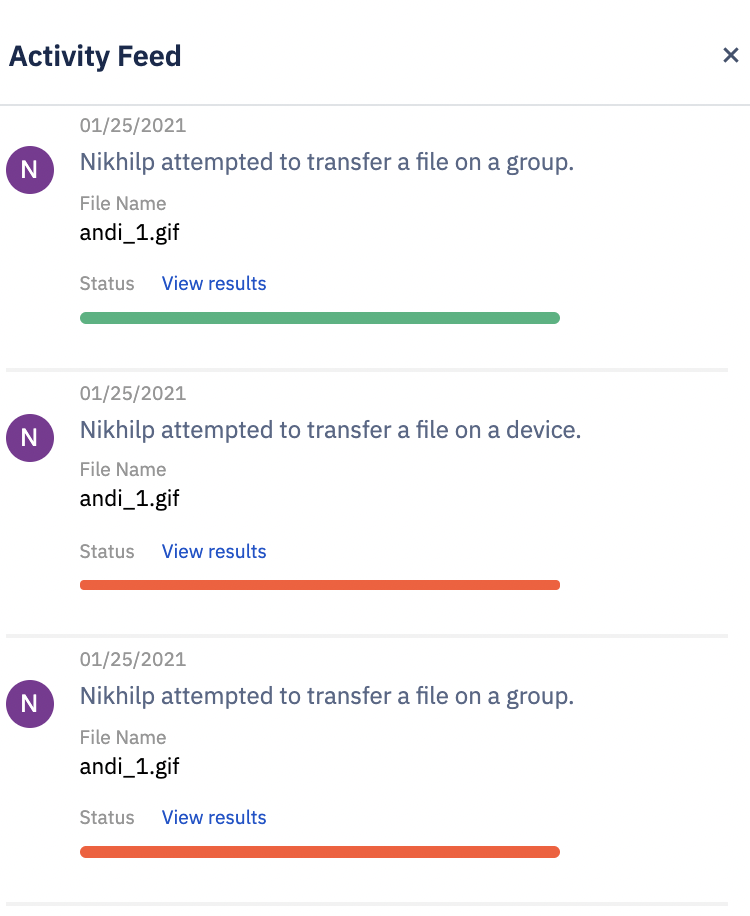 Activity Feed
01/25/2021
N
Nikhilp attempted to transfer a file on a group.
File Name
andi_1.gif
Status View results
01/25/2021
N
Nikhilp attempted to transfer a file on a device.
File Name
andi_1.gif
Status View results
01/25/2021
N
Nikhilp attempted to transfer a file on a group.
File Name
andi_1.gif
Status View results